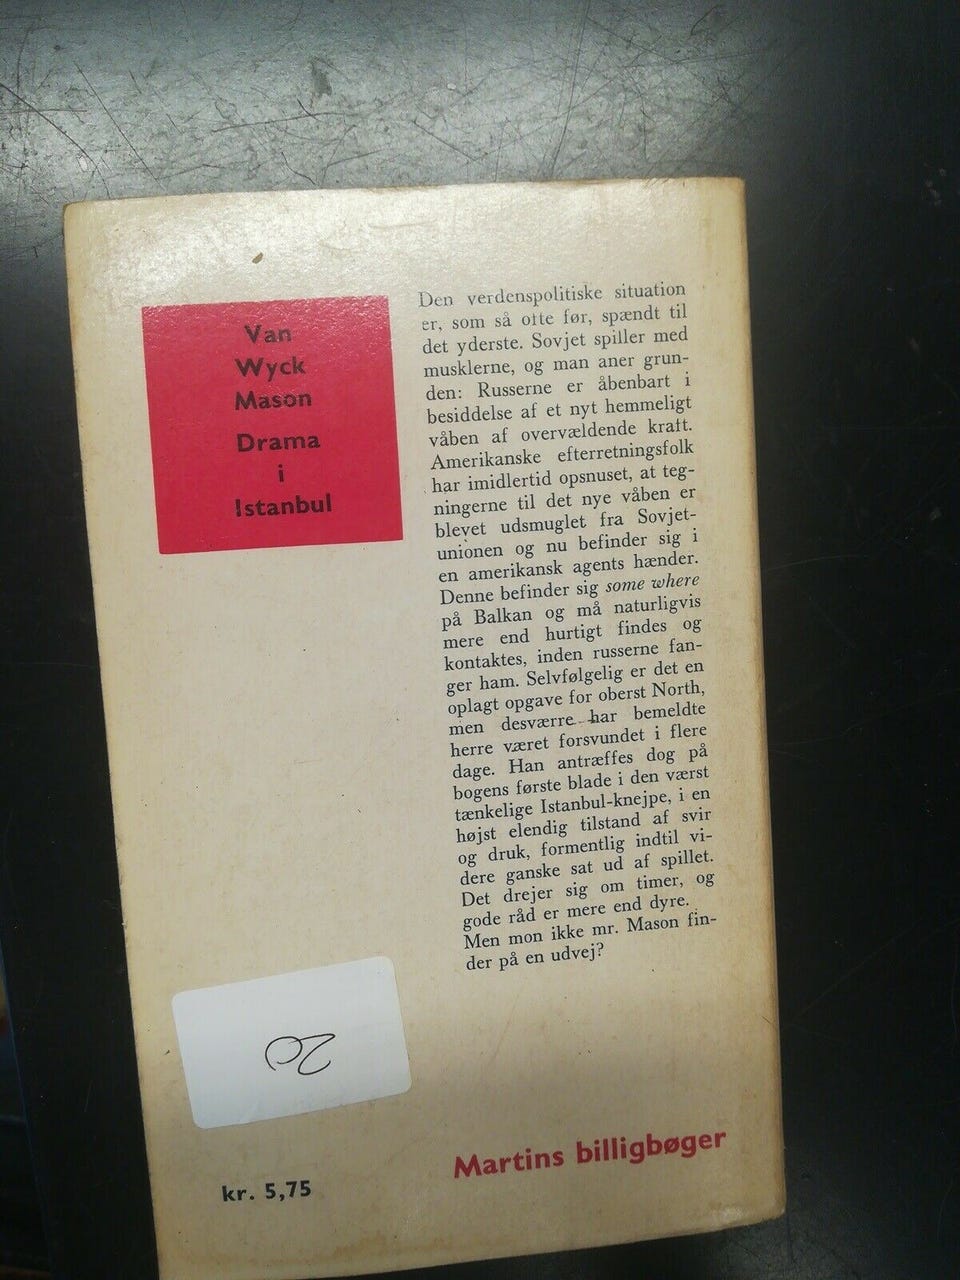 Van
Wyck
Mason
Drama
i
Istanbul
Den verdenspolitiske situation
er, som så ofte før, spændt til
det yderste. Sovjet spiller med
musklerne, og man aner grun-
den: Russerne er åbenbart i
besiddelse af et nyt hemmeligt
våben af overvældende kraft.
Amerikanske efterretningsfolk
har imidlertid opsnuset, at teg-
ningerne til det nye våben er
blevet udsmuglet fra Sovjet-
unionen og nu befinder sig i
en amerikansk agents hænder.
Denne befinder sig some where
på Balkan og må naturligvis
mere end hurtigt findes og
kontaktes, inden russerne fan-
ger ham. Selvfølgelig er det en
oplagt opgave for oberst North,
men desværre har bemeldte
herre været forsvundet i flere
dage. Han antræffes dog på
bogens første blade i den værst
tænkelige Istanbul-knejpe, i en
højst elendig tilstand af svir
og druk, formentlig indtil vi-
dere ganske sat ud af spillet.
Det drejer sig om timer, og
gode råd er mere end dyre.
Men mon ikke mr. Mason fin-
der på en udvej?
20
kr. 5,75
Martins billigbøger